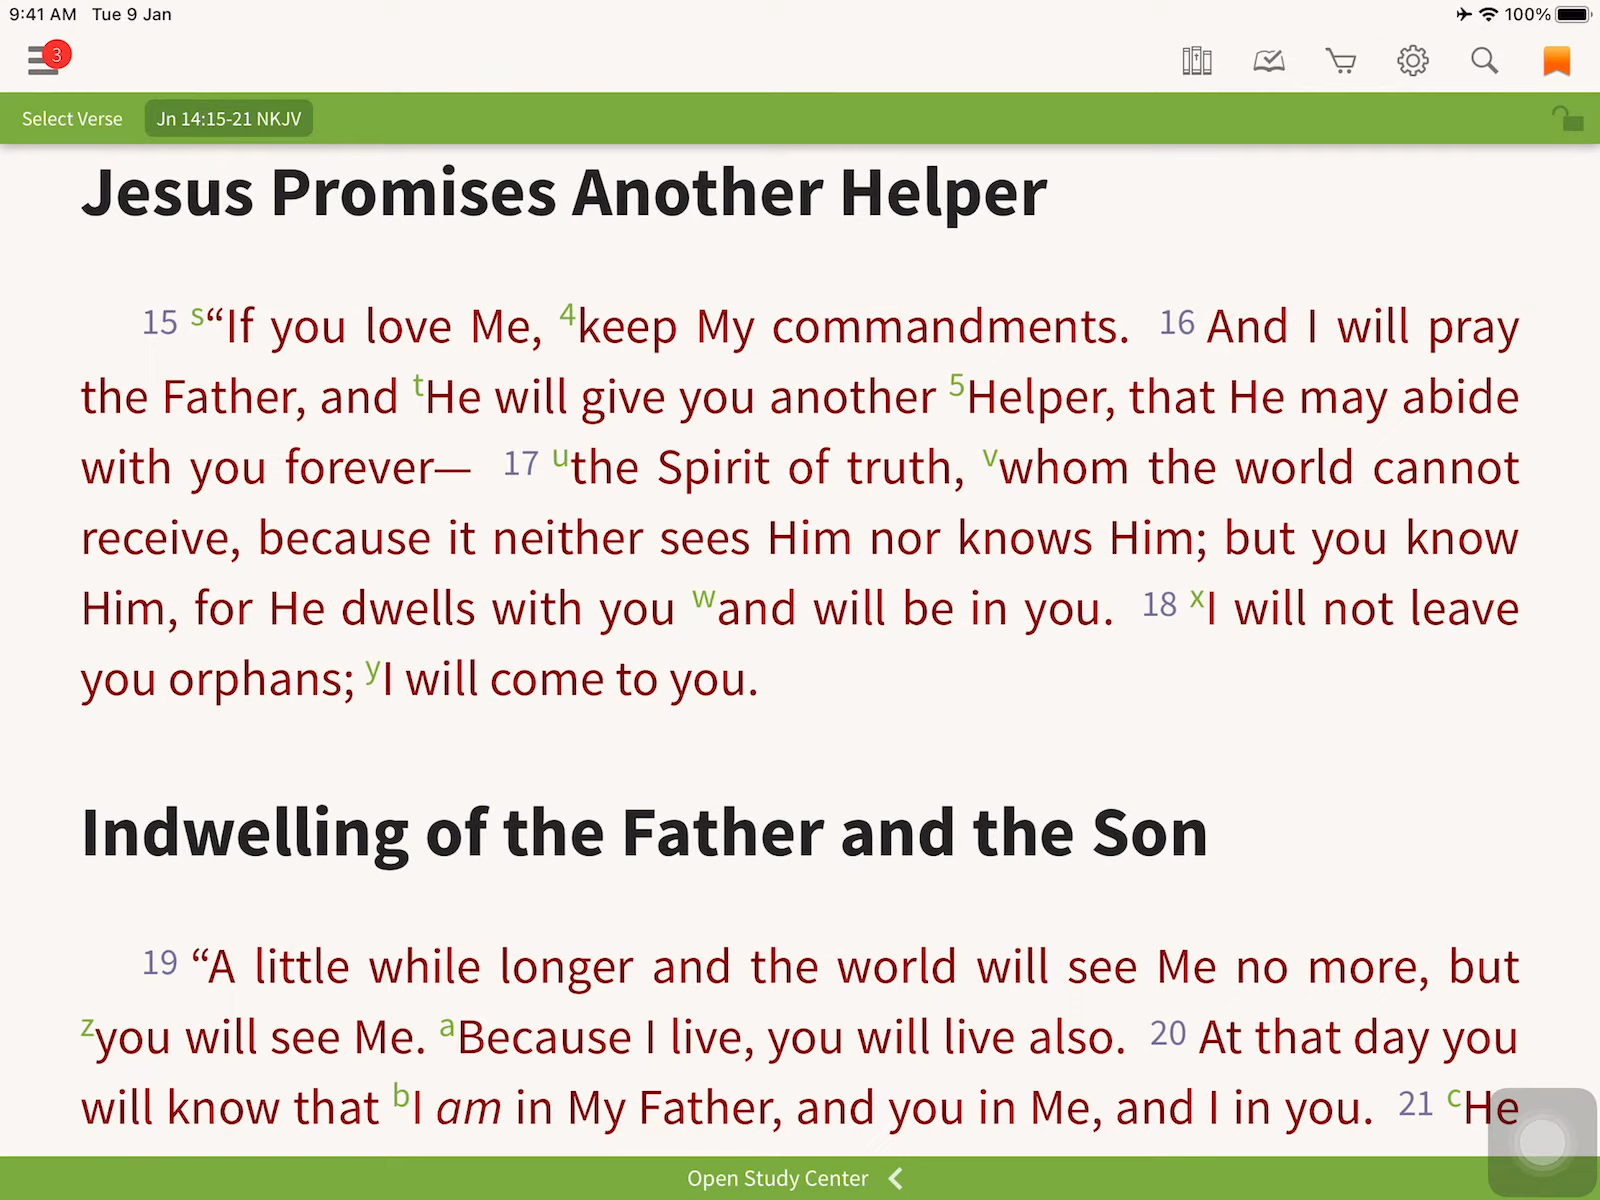 9:41 AM Tue 9 Jan 100%
3
Select Verse Jn 14:15-21 NKJV
Jesus Promises Another Helper
15 s“If you love Me, 4keep My commandments. 16 And I will pray
the Father, and tHe will give you another 5Helper, that He may abide
with you forever— 17 uthe Spirit of truth, vwhom the world cannot
receive, because it neither sees Him nor knows Him; but you know
Him, for He dwells with you wand will be in you. 18 xI will not leave
you orphans; yI will come to you.
Indwelling of the Father and the Son
19 “A little while longer and the world will see Me no more, but
zyou will see Me. aBecause I live, you will live also. 20 At that day you
will know that bI am in My Father, and you in Me, and I in you. 21 cHe
Open Study Center